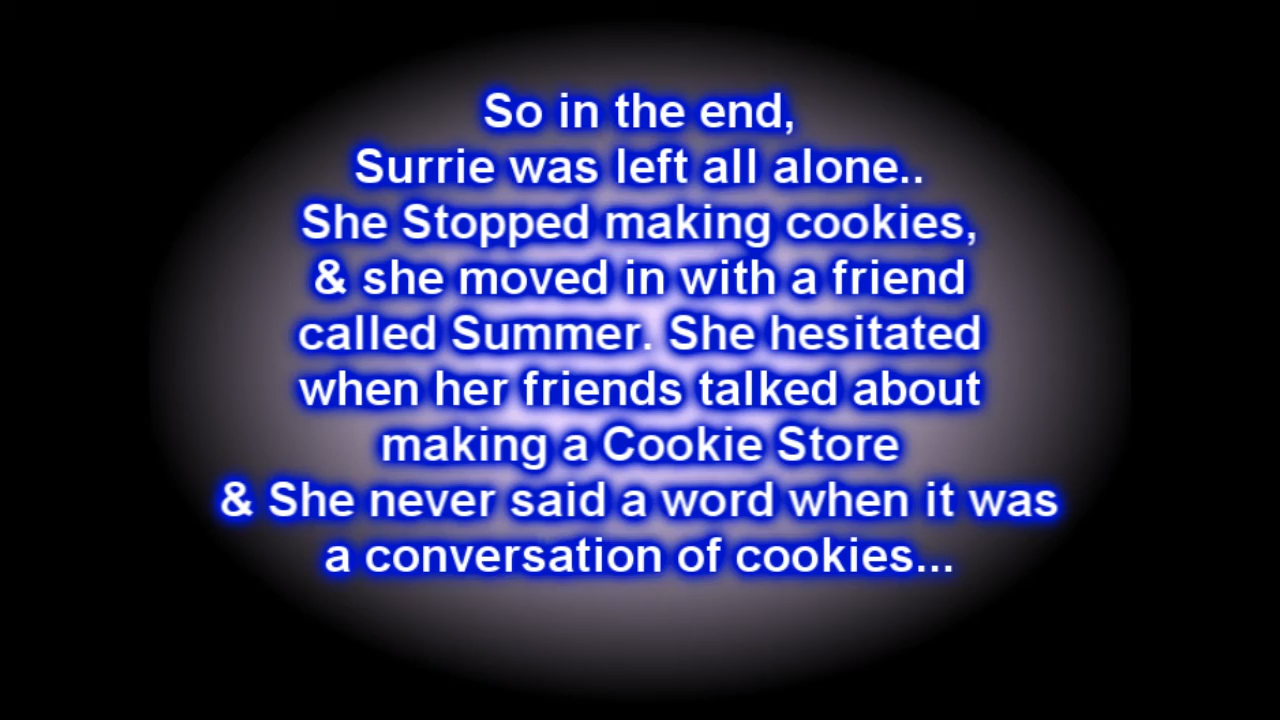 So in the end,
Surrie was left all alone..
She Stopped making cookies,
& she moved in with a friend
called Summer. She hesitated
when her friends talked about
making a Cookie Store
& She never said a word when it was
a conversation of cookies...